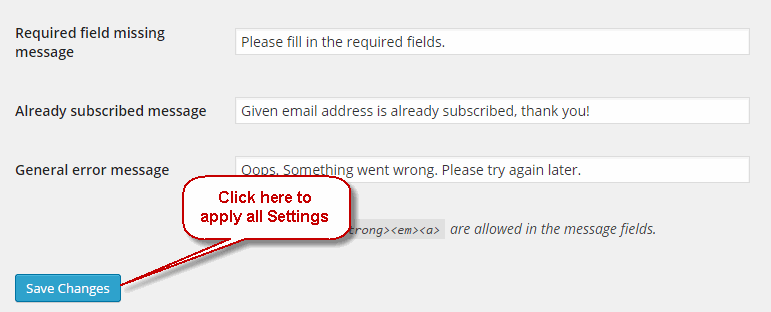 Required field missing
message
Please fill in the required fields.
Already subscribed message
Given email address is already subscribed, thank you!
General error message
Oops. Something went wrong. Please try again later.
Click here to
apply all Settings
<em><a> are allowed in the message fields.
Save Changes